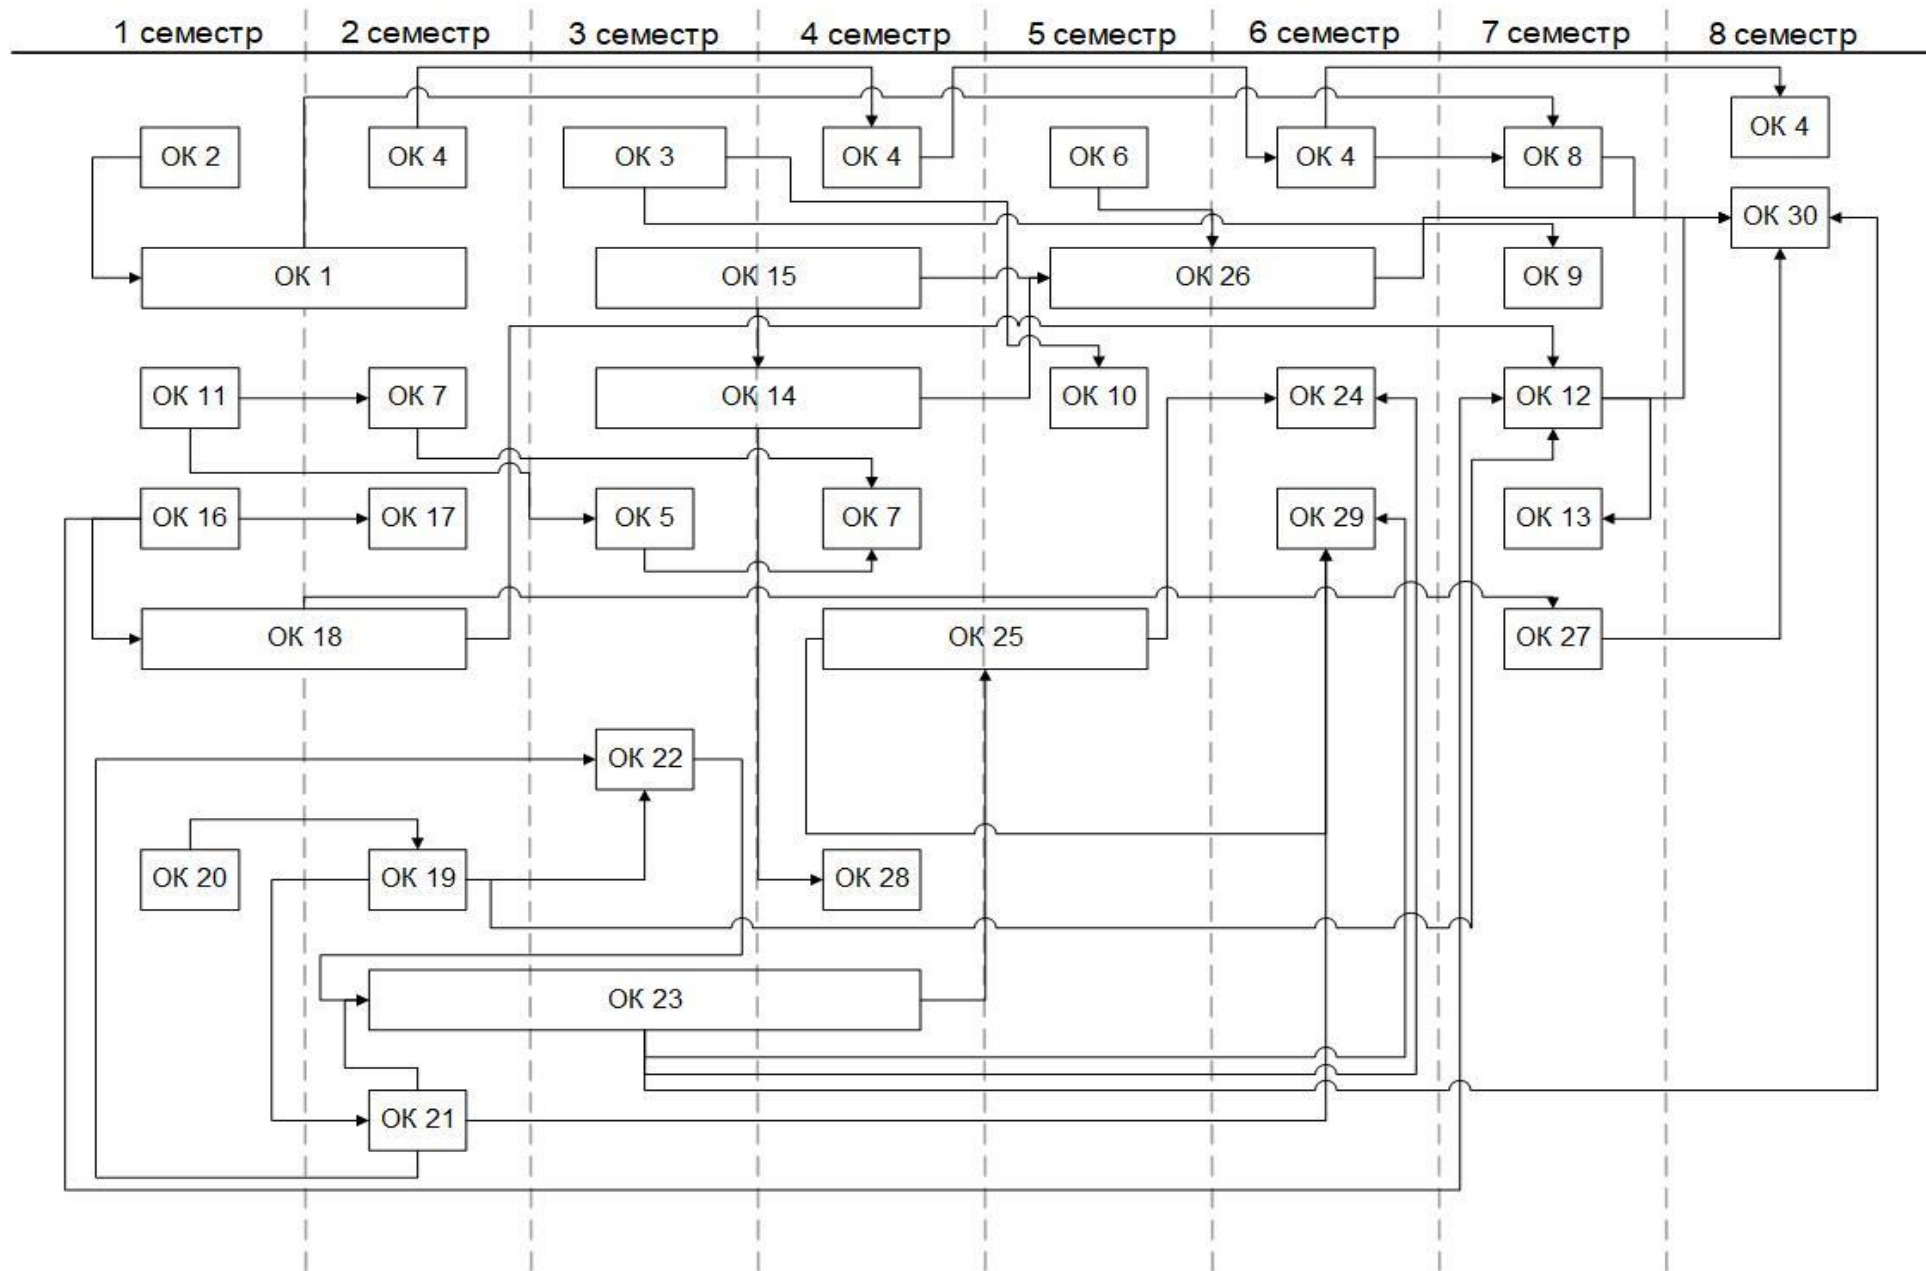 1 семестр 2 семестр 3 семестр 4 семестр 5 семестр 6 семестр 7 семестр 8 семестр
ОК 4
ОК 2 ОК 4 ОК 3 ОК 4 ОК 6 ОК 4 ОК 8
ОК 30
ОК 1 ОК 15 ОК 26 ОК 9
ОК 11 ОК 7 ОК 14 ОК 10 ОК 24 ОК 12
ОК 16 ОК 17 ОК 5 ОК 7 ОК 29 ОК 13
ОК 18 ОК 25 ОК 27
ОК 22
ОК 20 ОК 19 ОК 28
ОК 23
ОК 21